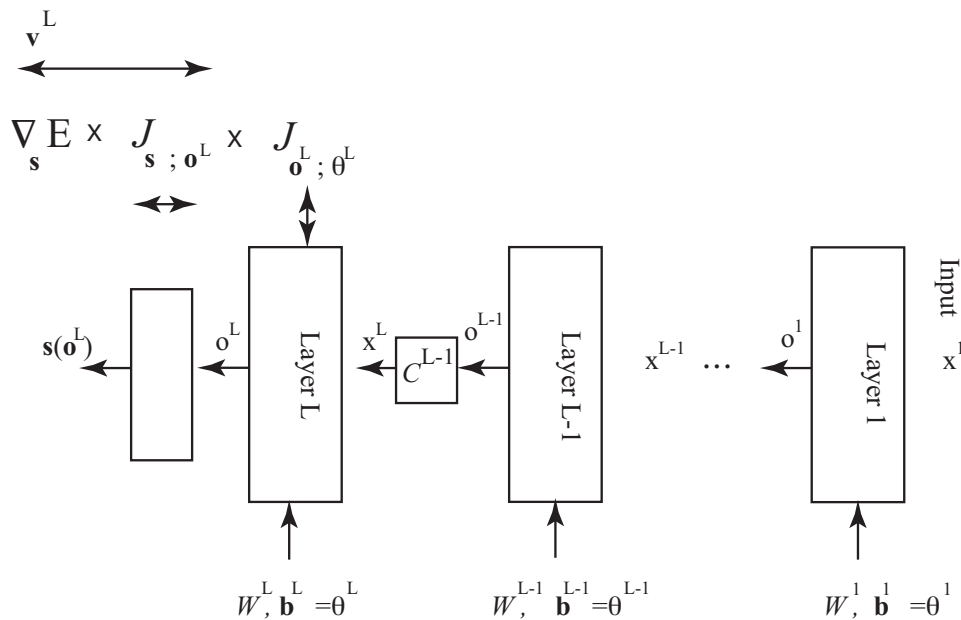 v^L
∇_s E × J_{s ; o^L} × J_{o^L ; θ^L}
s(o^L)
o^L
Layer L
x^L
C^{L-1}
o^{L-1}
Layer L-1
x^{L-1}
...
o^1
Layer 1
x^1
Input
W^L, b^L =θ^L
W^{L-1}, b^{L-1} =θ^{L-1}
W^1, b^1 =θ^1